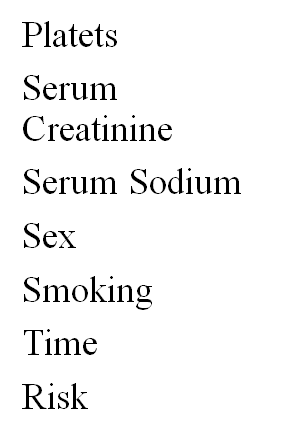 Platets
Serum
Creatinine
Serum Sodium
Sex
Smoking
Time
Risk